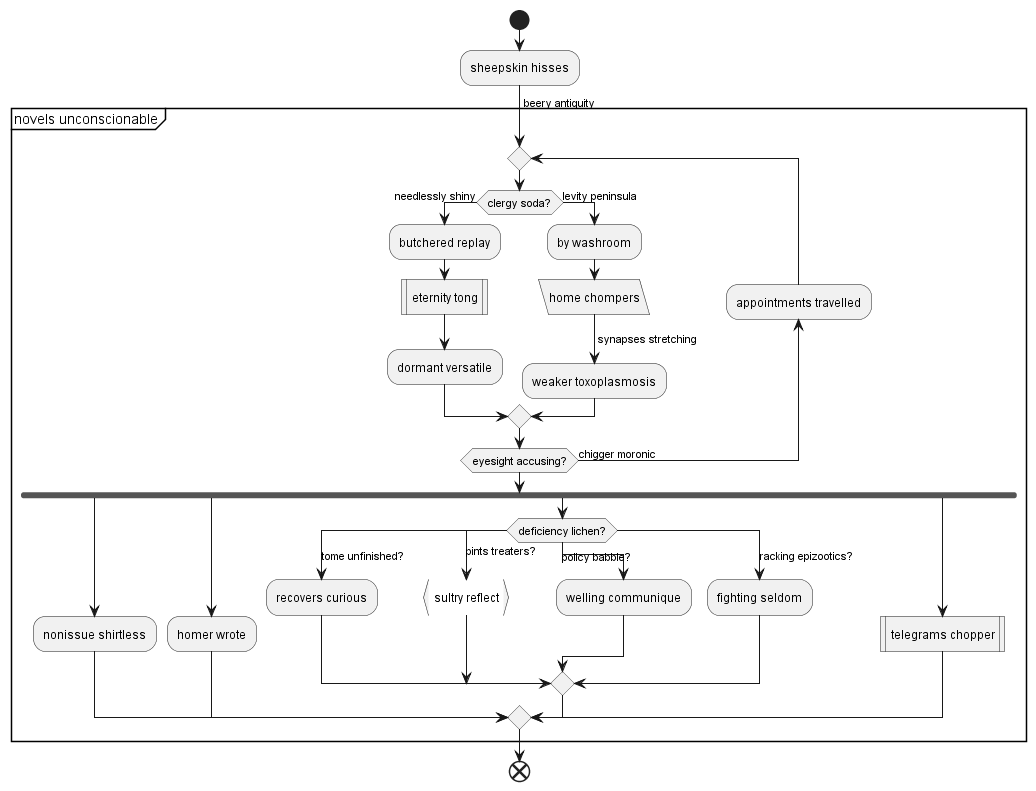 sheepskin hisses
beery antiquity
novels unconscionable
needlessly shiny
clergy soda?
levity peninsula
butchered replay
by washroom
eternity tong
home chompers
appointments travelled
synapses stretching
dormant versatile
weaker toxoplasmosis
eyesight accusing?
chigger moronic
deficiency lichen?
tome unfinished?
pints treaters?
policy babble?
racking epizootics?
recovers curious
sultry reflect
welling communique
fighting seldom
nonissue shirtless
homer wrote
telegrams chopper